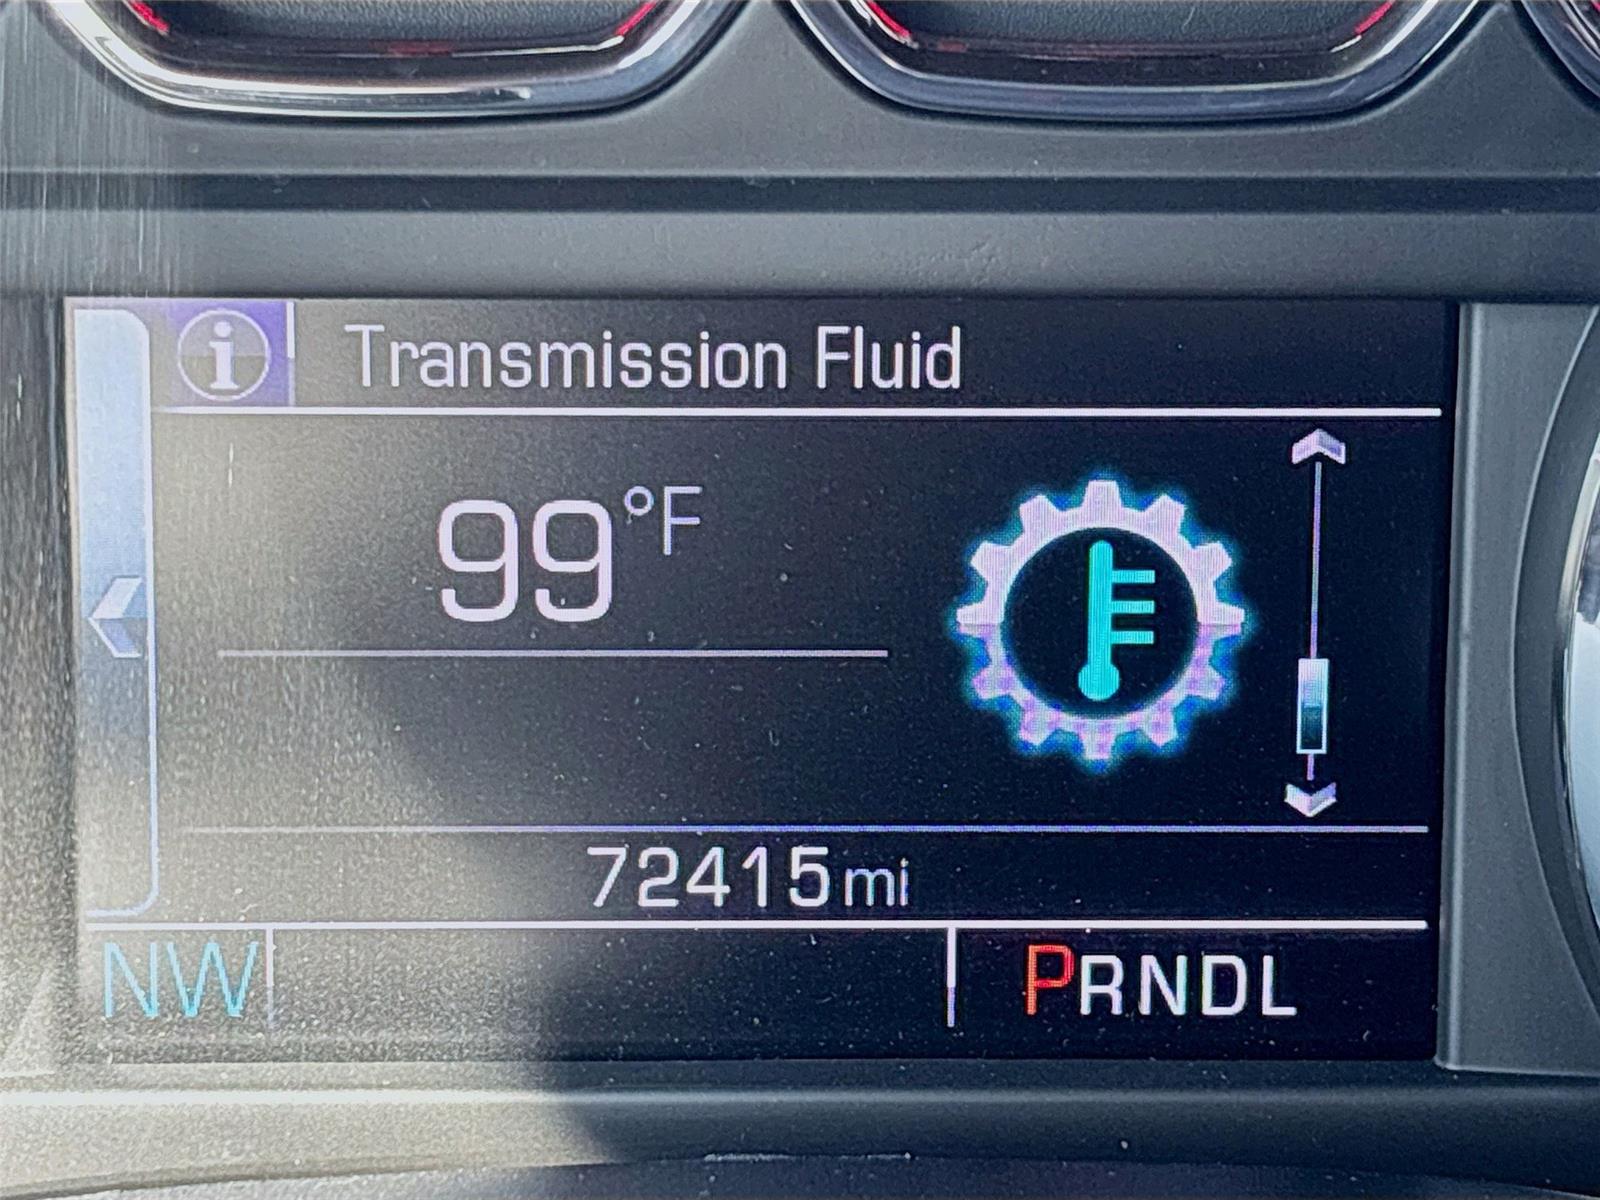 i Transmission Fluid
99°F
72415mi
NW PRNDL